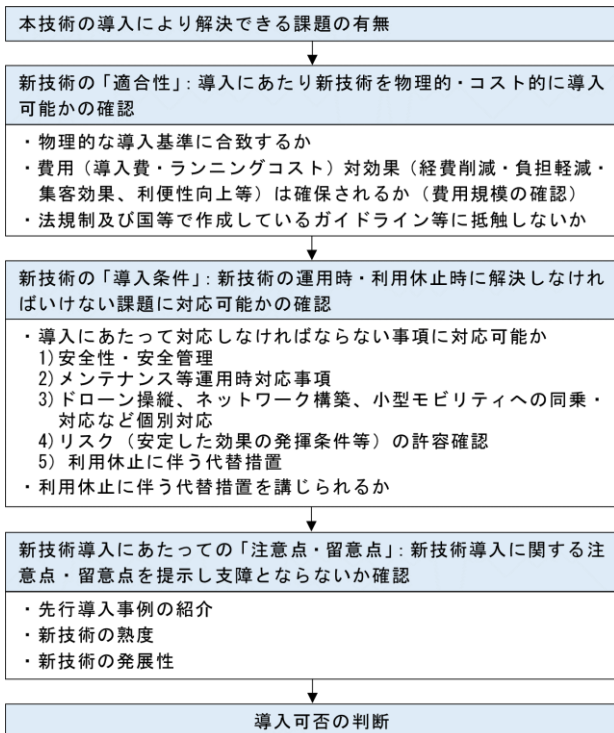 本技術の導入により解決できる課題の有無
新技術の「適合性」：導入にあたり新技術を物理的・コスト的に導入
可能かの確認
・物理的な導入基準に合致するか
・費用（導入費・ランニングコスト）対効果（経費削減・負担軽減・
集客効果、利便性向上等）は確保されるか（費用規模の確認）
・法規制及び国等で作成しているガイドライン等に抵触しないか
新技術の「導入条件」：新技術の運用時・利用休止時に解決しなけれ
ばいけない課題に対応可能かの確認
・導入にあたって対応しなければならない事項に対応可能か
1)安全性・安全管理
2)メンテナンス等運用時対応事項
3)ドローン操縦、ネットワーク構築、小型モビリティへの同乗・
対応など個別対応
4)リスク（安定した効果の発揮条件等）の許容確認
5) 利用休止に伴う代替措置
・利用休止に伴う代替措置を講じられるか
新技術導入にあたっての「注意点・留意点」：新技術導入に関する注
意点・留意点を提示し支障とならないか確認
・先行導入事例の紹介
・新技術の熟度
・新技術の発展性
導入可否の判断